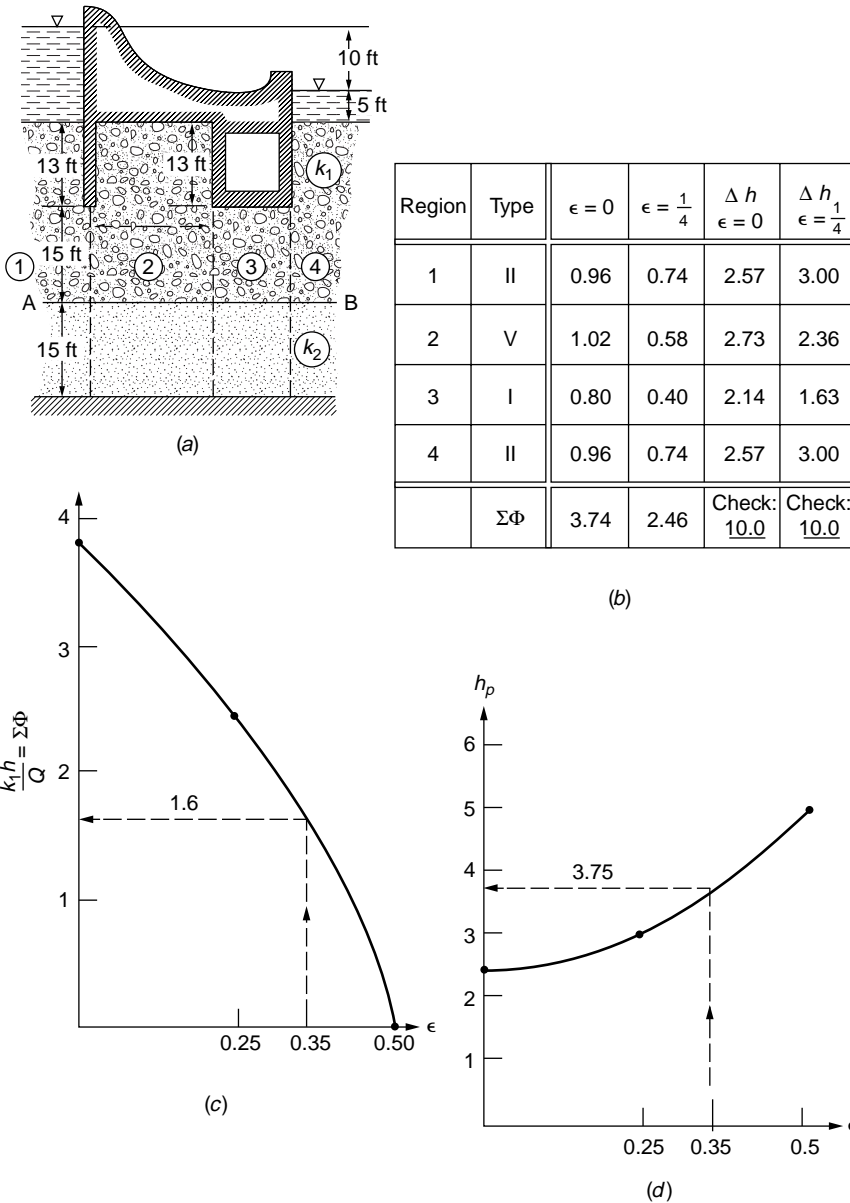 10 ft
5 ft
13 ft
13 ft
k1
15 ft
1
2
3
4
A
B
15 ft
k2
(a)
Region Type ϵ = 0 ϵ = 1/4 Δ h ϵ = 0 Δ h1 ϵ = 1/4
1 II 0.96 0.74 2.57 3.00
2 V 1.02 0.58 2.73 2.36
3 I 0.80 0.40 2.14 1.63
4 II 0.96 0.74 2.57 3.00
ΣΦ 3.74 2.46 Check: 10.0 Check: 10.0
(b)
4
3
2
1
k1h/Q = ΣΦ
1.6
0.25 0.35 0.50 ϵ
(c)
hp
6
5
4
3
2
1
3.75
0.25 0.35 0.5
(d)